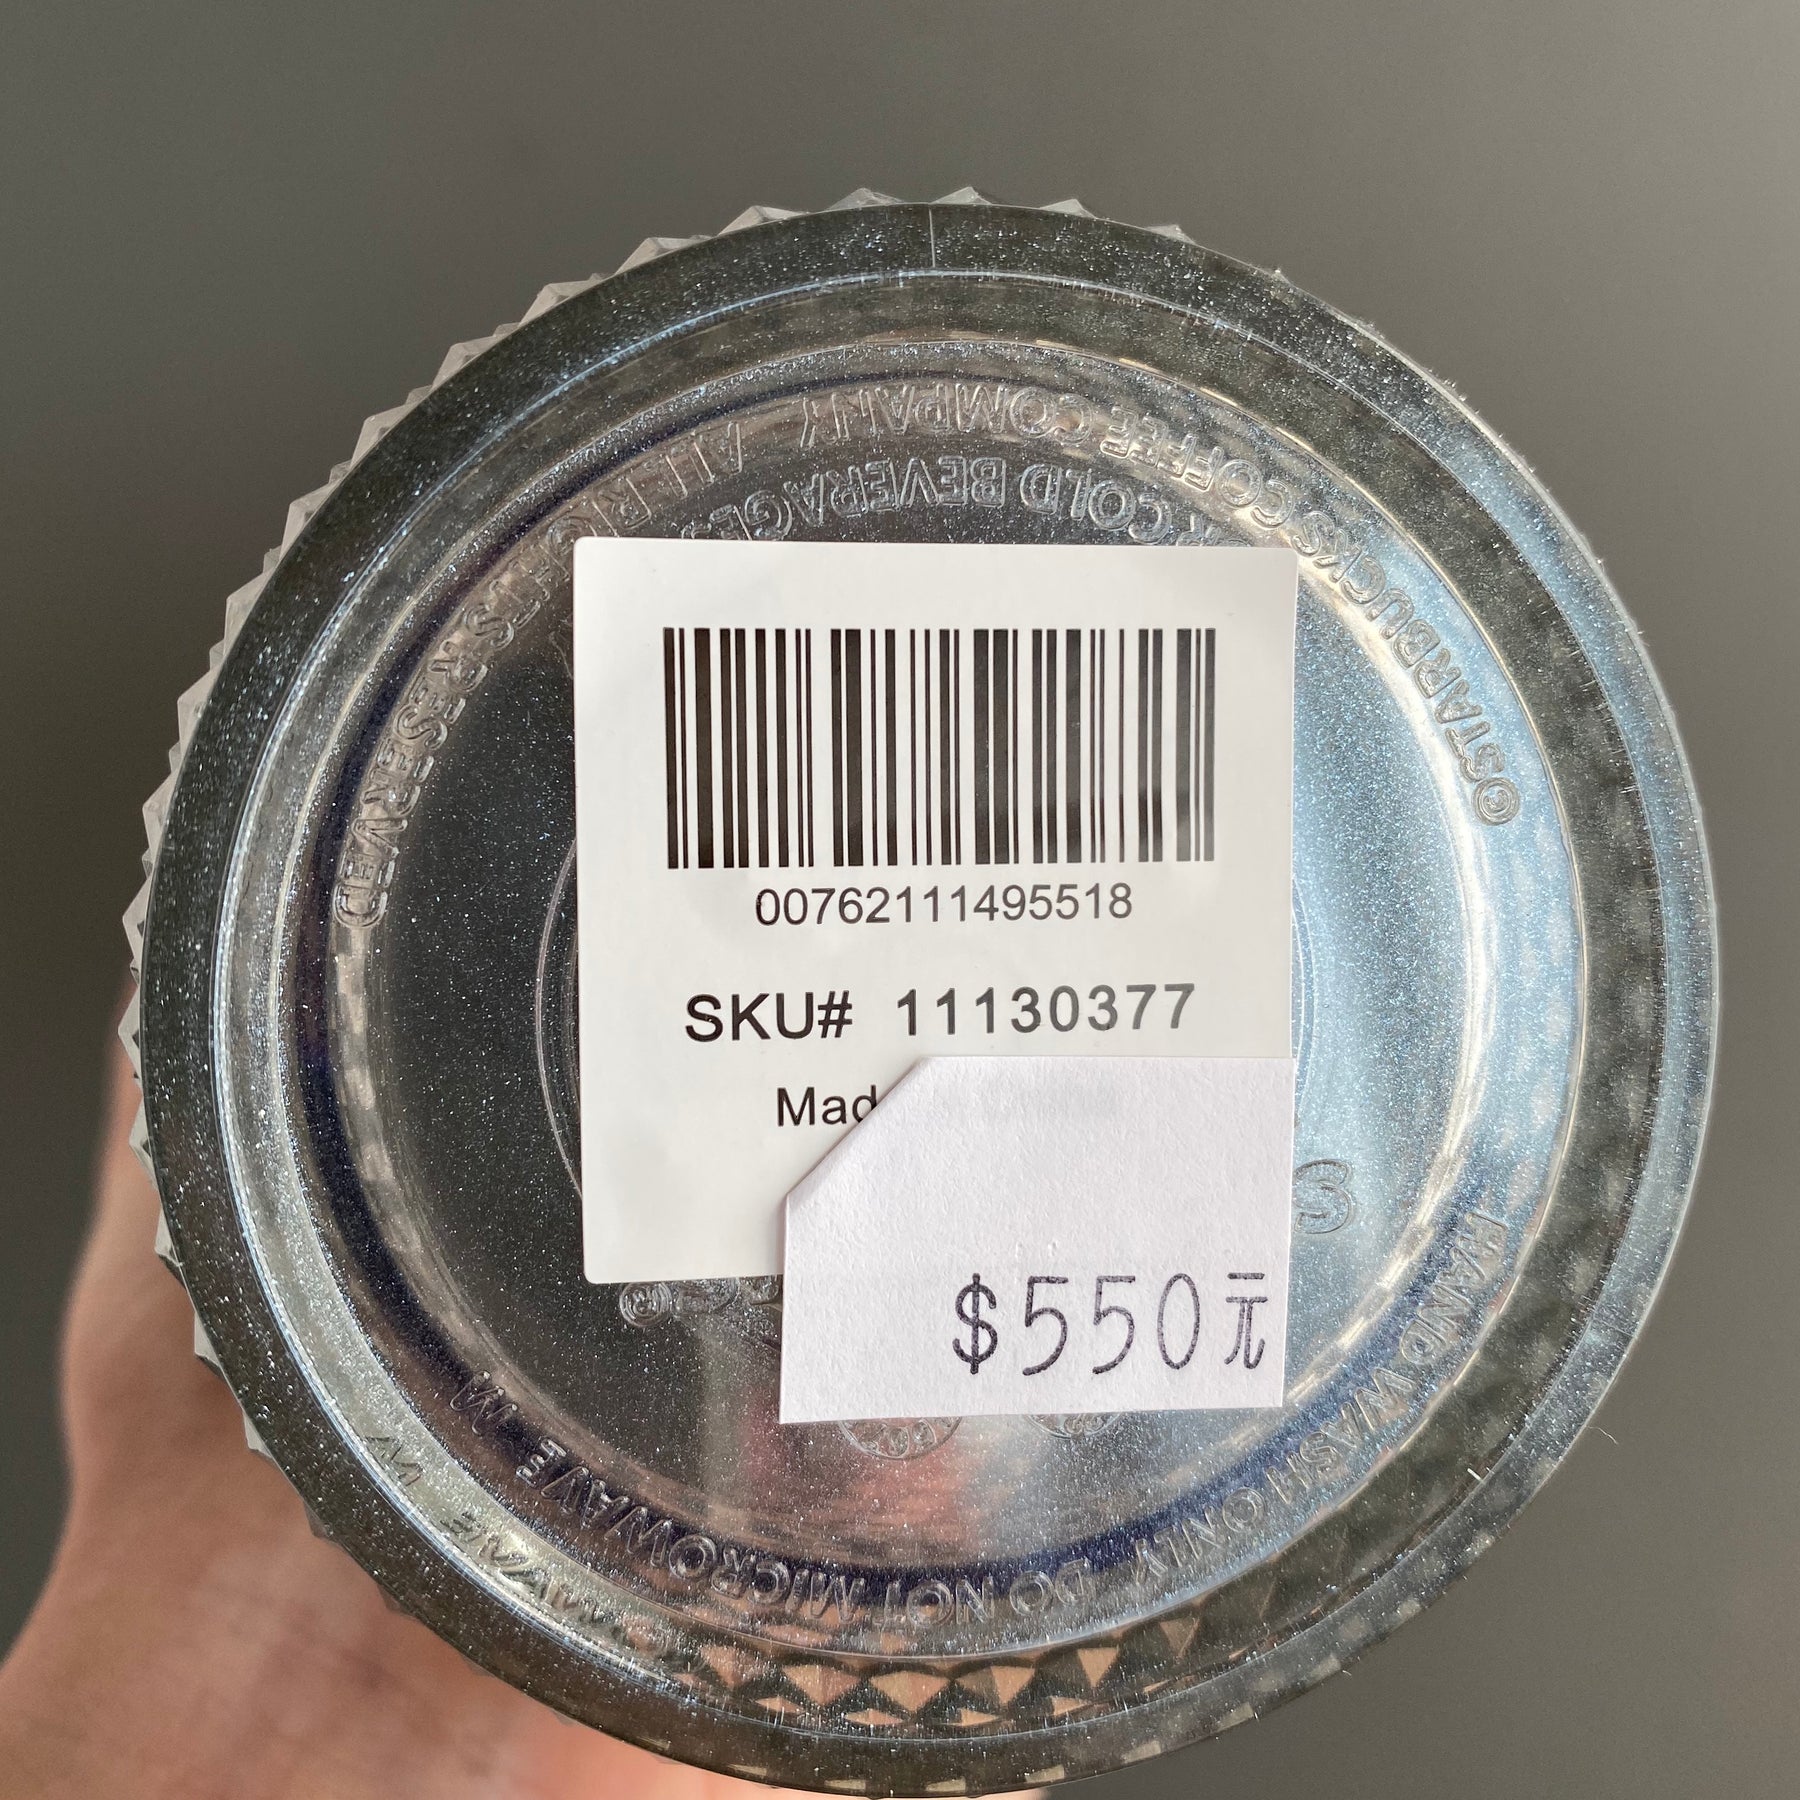 ©STARBUCKS COFFEE COMPANY ALL RIGHTS RESERVED
COLD BEVERAGES
00762111495518
SKU# 11130377
Mad
$550元
HAND WASH ONLY DO NOT MICROWAVE